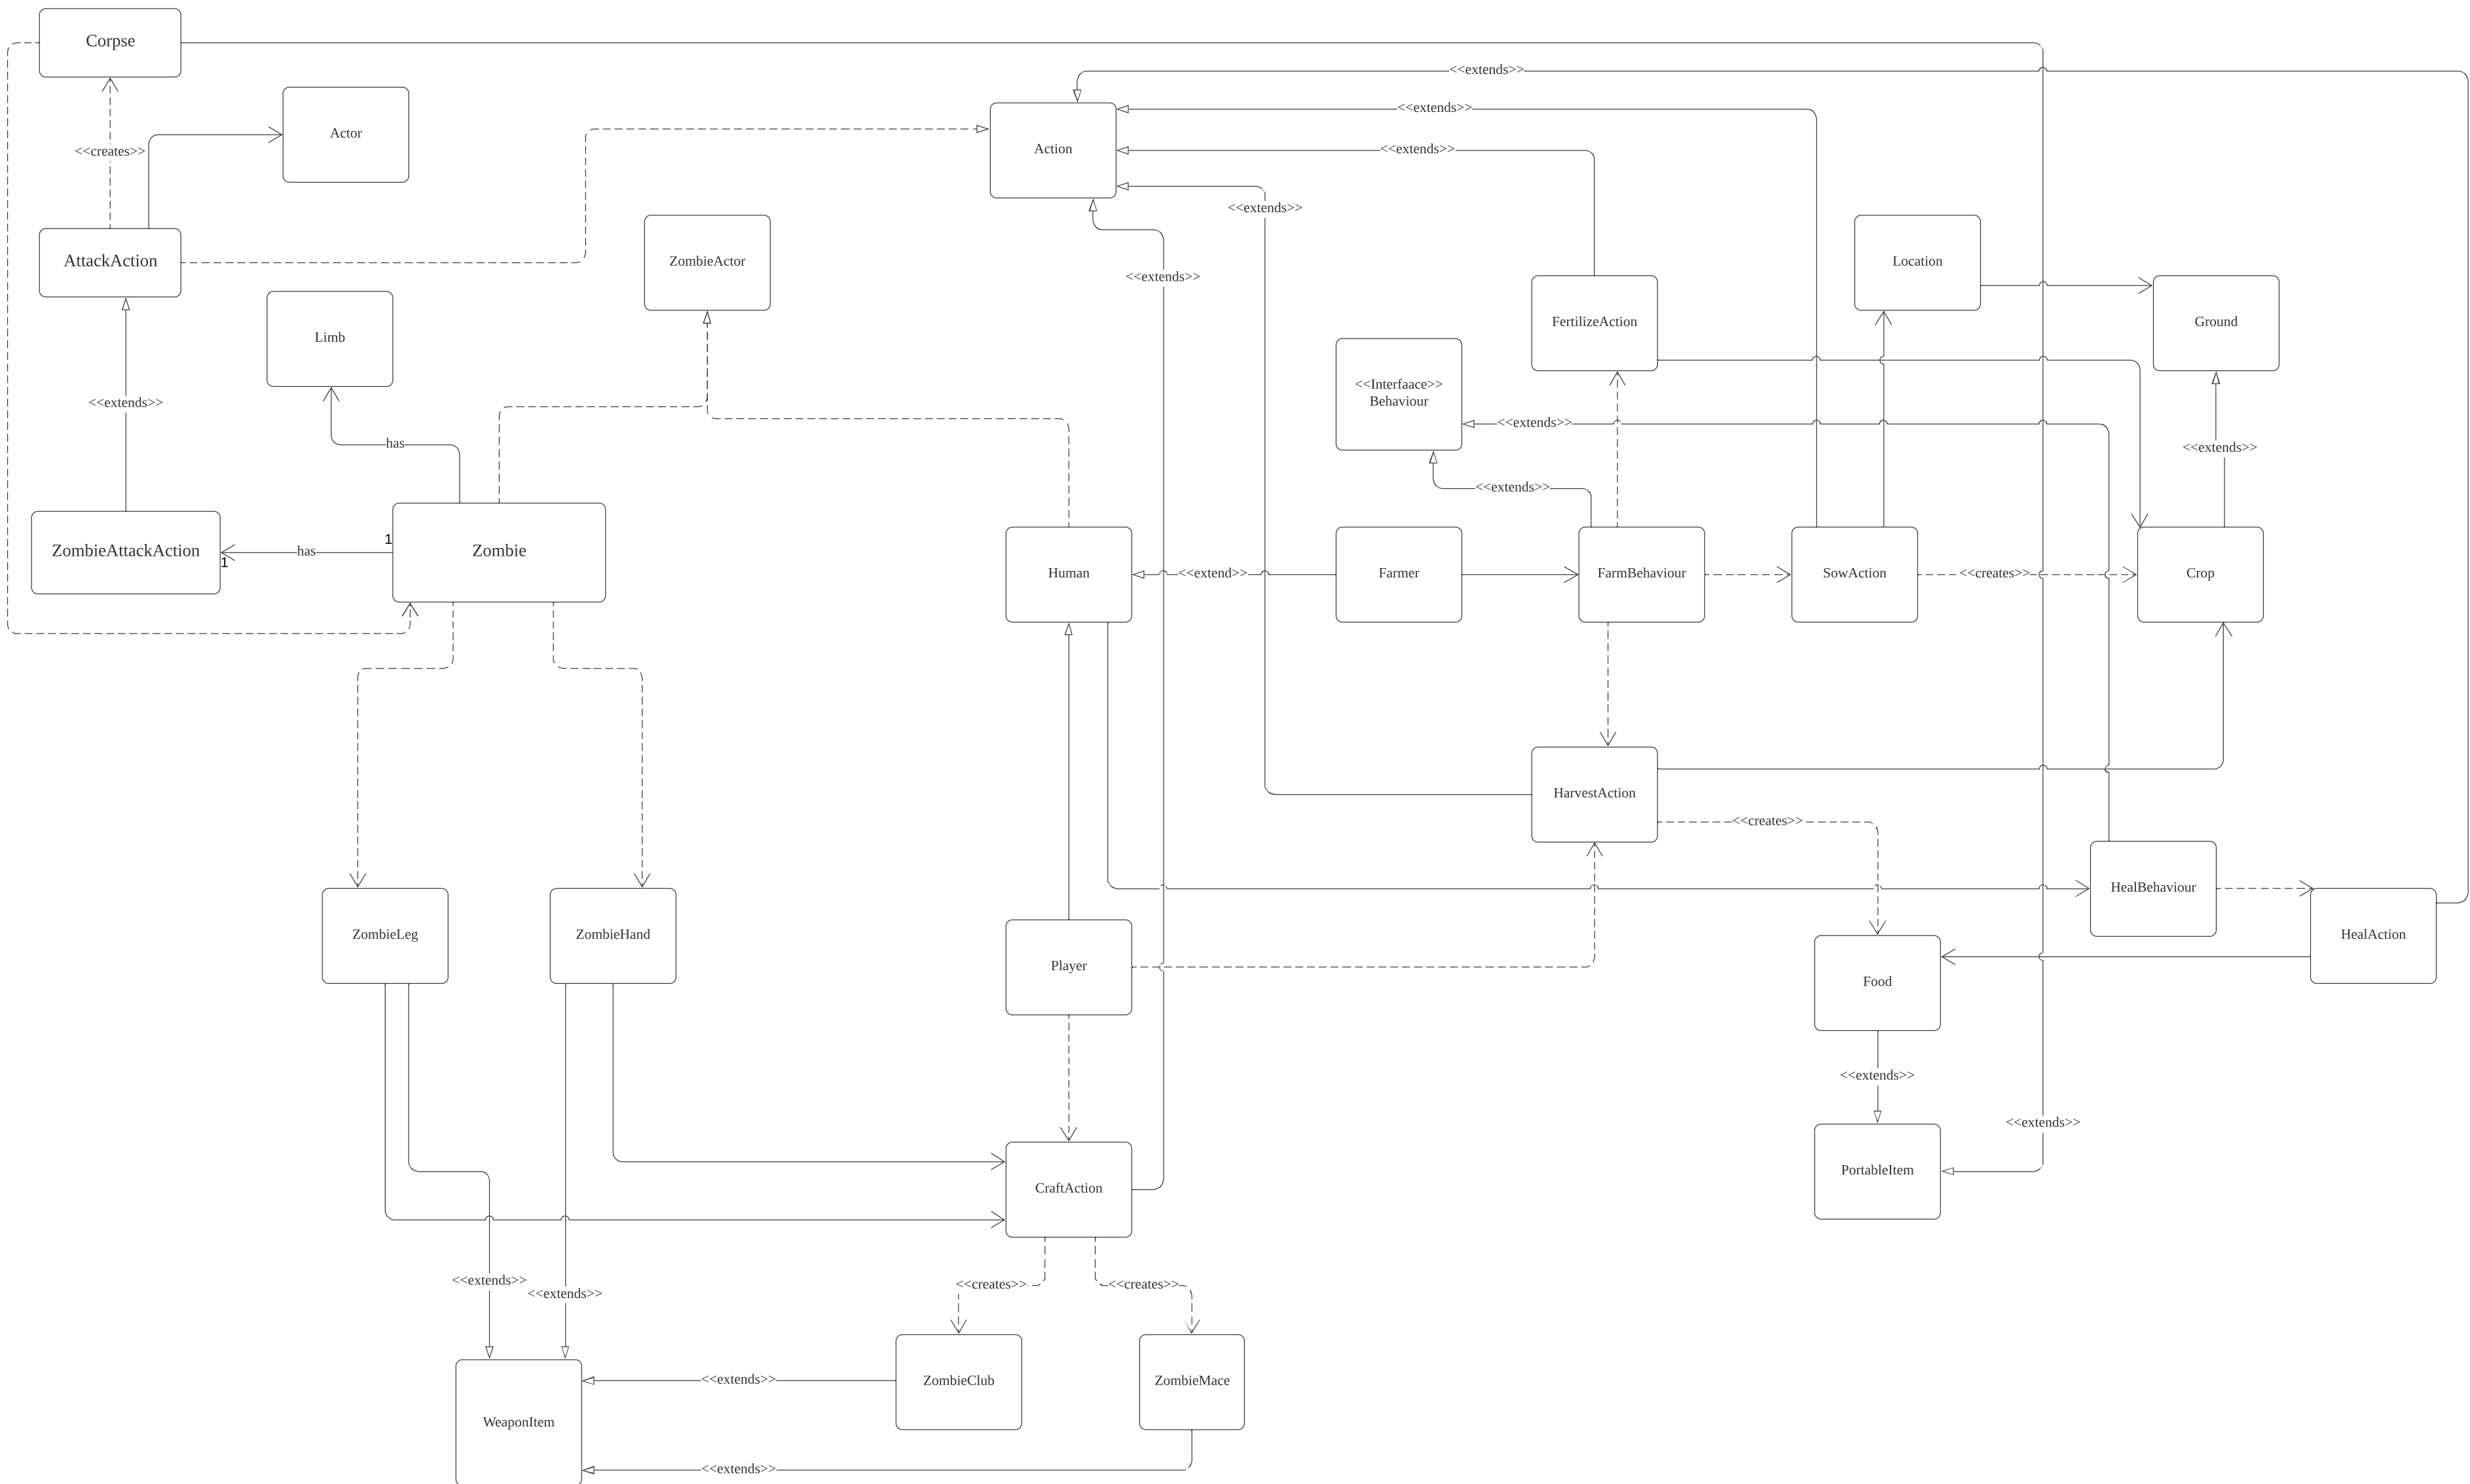 Corpse
<<extends>>
<<extends>>
Actor
Action
<<creates>>
<<extends>>
<<extends>>
AttackAction
ZombieActor
<<extends>>
Location
Limb
FertilizeAction
Ground
<<Interfaace>>
Behaviour
<<extends>>
<<extends>>
has
<<extends>>
<<extends>>
ZombieAttackAction
1
has
1
Zombie
Human
<<extend>>
Farmer
FarmBehaviour
SowAction
<<creates>>
Crop
HarvestAction
<<creates>>
HealBehaviour
ZombieLeg
ZombieHand
Player
HealAction
Food
<<extends>>
<<extends>>
CraftAction
PortableItem
<<extends>>
<<extends>>
<<creates>>
<<creates>>
<<extends>>
ZombieClub
ZombieMace
WeaponItem
<<extends>>